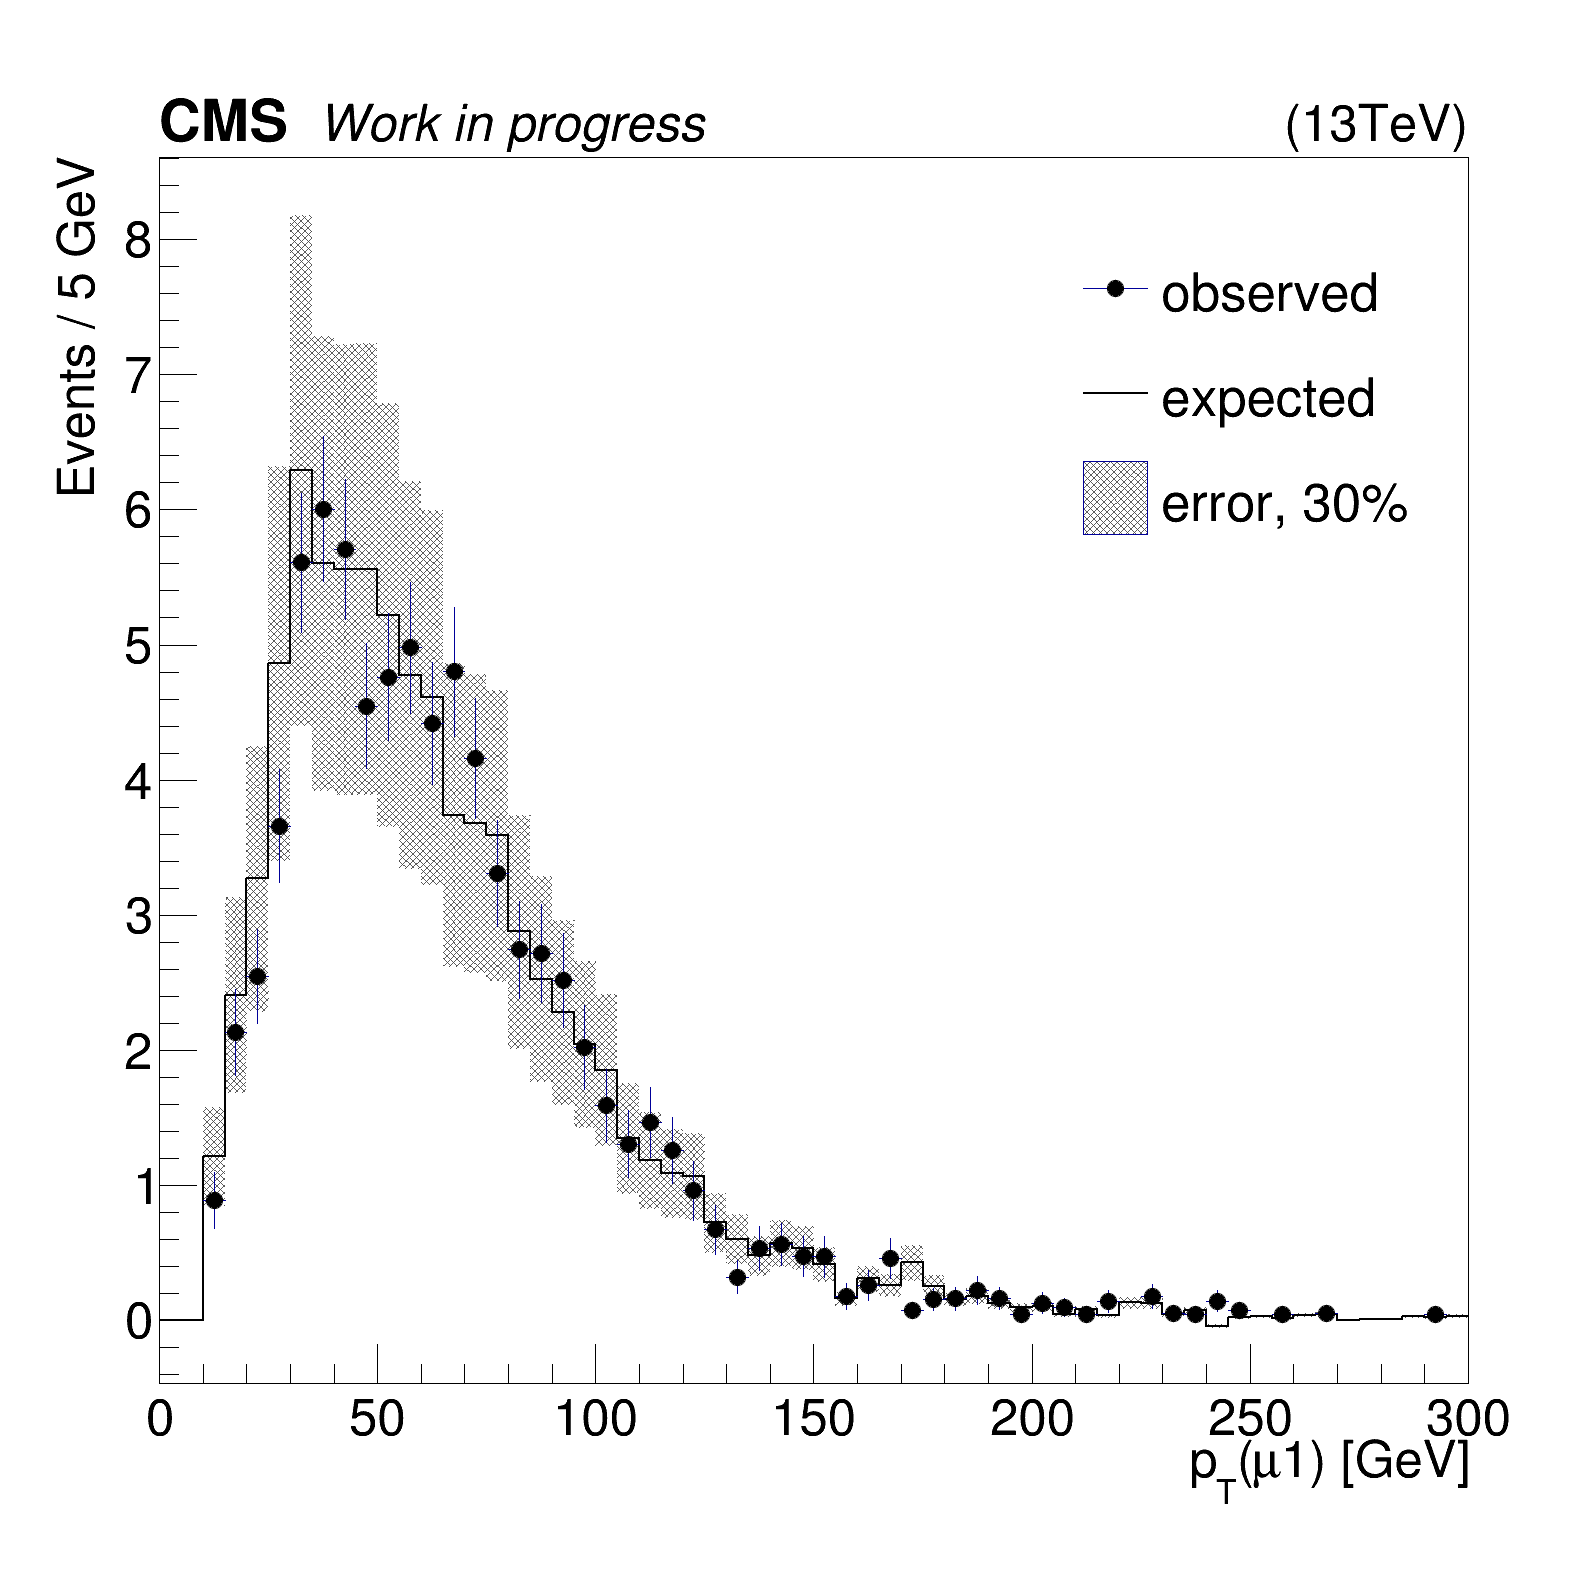 CMS Work in progress (13TeV)
Events / 5 GeV
8
7
6
5
4
3
2
1
0
observed
expected
error, 30%
0 50 100 150 200 250 300
pT(μ1) [GeV]